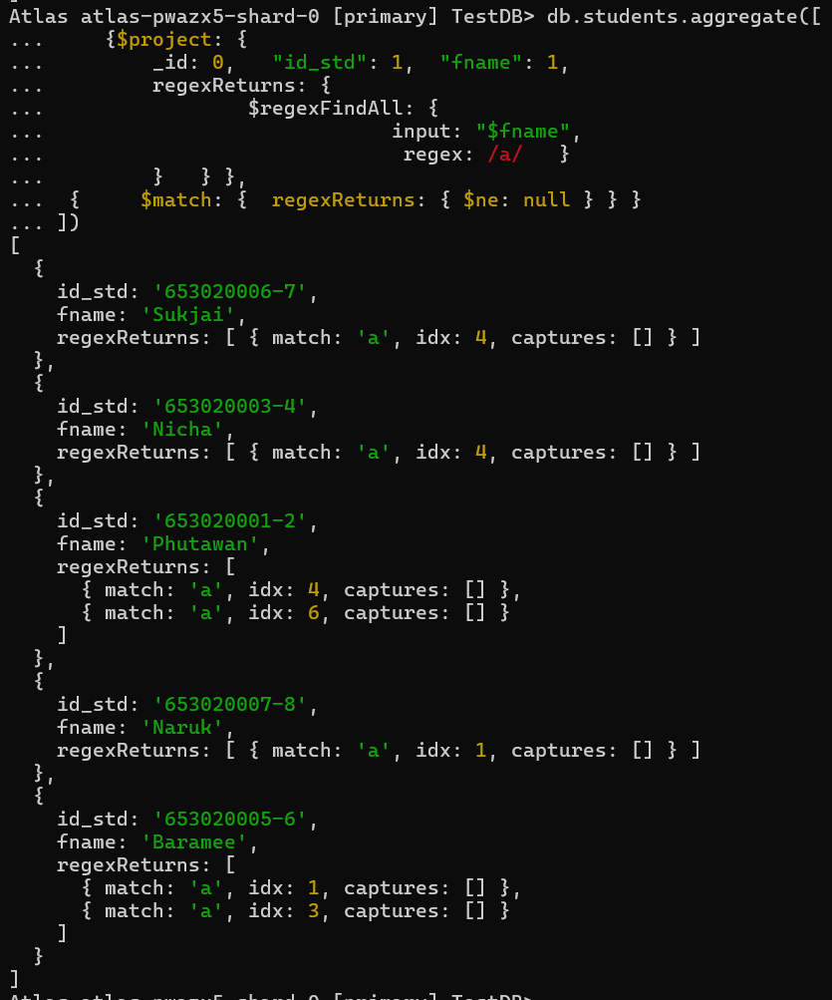 Atlas atlas-pwazx5-shard-0 [primary] TestDB> db.students.aggregate([
...     {$project: {
...         _id: 0,   "id_std": 1,  "fname": 1,
...         regexReturns: {
...                 $regexFindAll: {
...                             input: "$fname",
...                              regex: /a/   }
...         }   } },
...  {     $match: {  regexReturns: { $ne: null } } }
... ])
[
  {
    id_std: '653020006-7',
    fname: 'Sukjai',
    regexReturns: [ { match: 'a', idx: 4, captures: [] } ]
  },
  {
    id_std: '653020003-4',
    fname: 'Nicha',
    regexReturns: [ { match: 'a', idx: 4, captures: [] } ]
  },
  {
    id_std: '653020001-2',
    fname: 'Phutawan',
    regexReturns: [
      { match: 'a', idx: 4, captures: [] },
      { match: 'a', idx: 6, captures: [] }
    ]
  },
  {
    id_std: '653020007-8',
    fname: 'Naruk',
    regexReturns: [ { match: 'a', idx: 1, captures: [] } ]
  },
  {
    id_std: '653020005-6',
    fname: 'Baramee',
    regexReturns: [
      { match: 'a', idx: 1, captures: [] },
      { match: 'a', idx: 3, captures: [] }
    ]
  }
]
Atlas atlas-pwazx5-shard-0 [primary] TestDB>